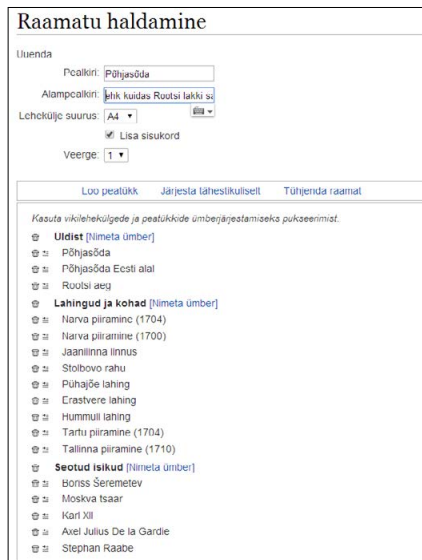 Raamatu haldamine
Uuenda
Pealkiri: Põhjasõda
Alampealkiri: ehk kuidas Rootsi lakki sa
Lehekülje suurus: A4
Lisa sisukord
Veerge: 1
Loo peatükk Järjesta tähestikuliselt Tühjenda raamat
Kasuta vikilehekülgede ja peatükkide ümberjärjestamiseks pukseerimist.
Üldist [Nimeta ümber]
Põhjasõda
Põhjasõda Eesti alal
Rootsi aeg
Lahingud ja kohad [Nimeta ümber]
Narva piiramine (1704)
Narva piiramine (1700)
Jaanilinna linnus
Stolbovo rahu
Pühajõe lahing
Erastvere lahing
Hummuli lahing
Tartu piiramine (1704)
Tallinna piiramine (1710)
Seotud isikud [Nimeta ümber]
Boriss Šeremetev
Moskva tsaar
Karl XII
Axel Julius De la Gardie
Stephan Raabe